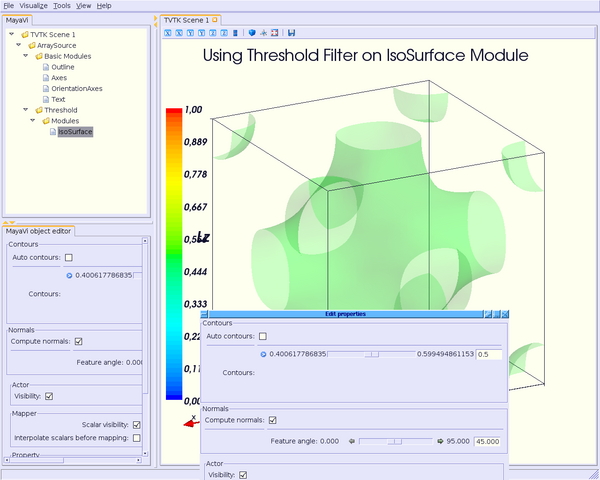 File Visualize Tools View Help
MayaVi
TVTK Scene 1
ArraySource
Basic Modules
Outline
Axes
OrientationAxes
Text
Threshold
Modules
IsoSurface
MayaVi object editor
Contours
Auto contours:
0.400617786835
Contours:
Normals
Compute normals:
Feature angle: 0.000
Actor
Visibility:
Mapper
Scalar visibility:
Interpolate scalars before mapping:
Property
TVTK Scene 1
Using Threshold Filter on IsoSurface Module
1,00
0,889
0,778
0,667
0,444
0,333
0,22
0,11
0,00
x
Edit properties
Contours
Auto contours:
0.400617786835 0.599494861153 0.5
Contours:
Normals
Compute normals:
Feature angle: 0.000 95.000 45.000
Actor
Visibility: